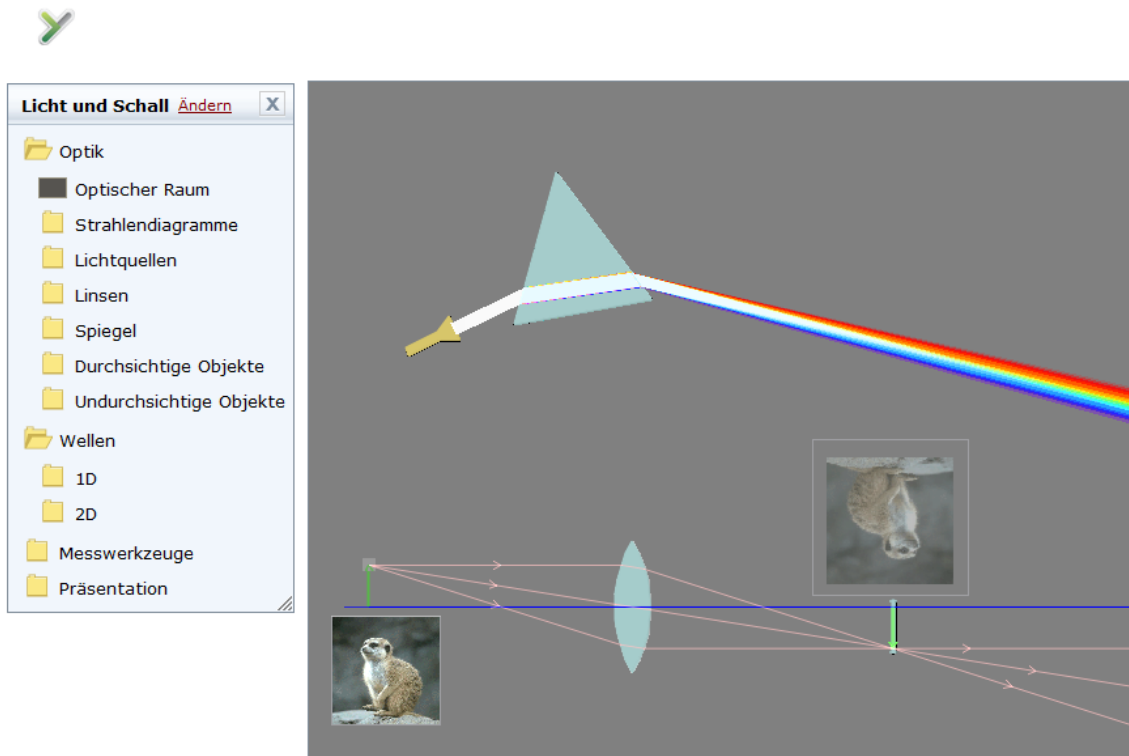 Licht und Schall Ändern X
Optik
Optischer Raum
Strahlendiagramme
Lichtquellen
Linsen
Spiegel
Durchsichtige Objekte
Undurchsichtige Objekte
Wellen
1D
2D
Messwerkzeuge
Präsentation